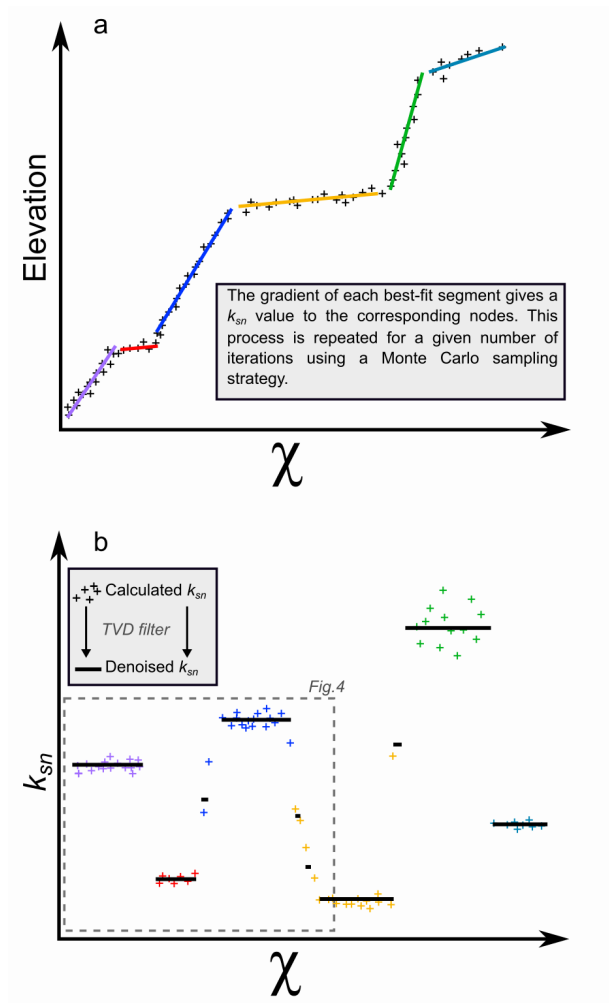 a
Elevation
The gradient of each best-fit segment gives a
ksn value to the corresponding nodes. This
process is repeated for a given number of
iterations using a Monte Carlo sampling
strategy.
χ
b
Calculated ksn
TVD filter
Denoised ksn
Fig.4
ksn
χ